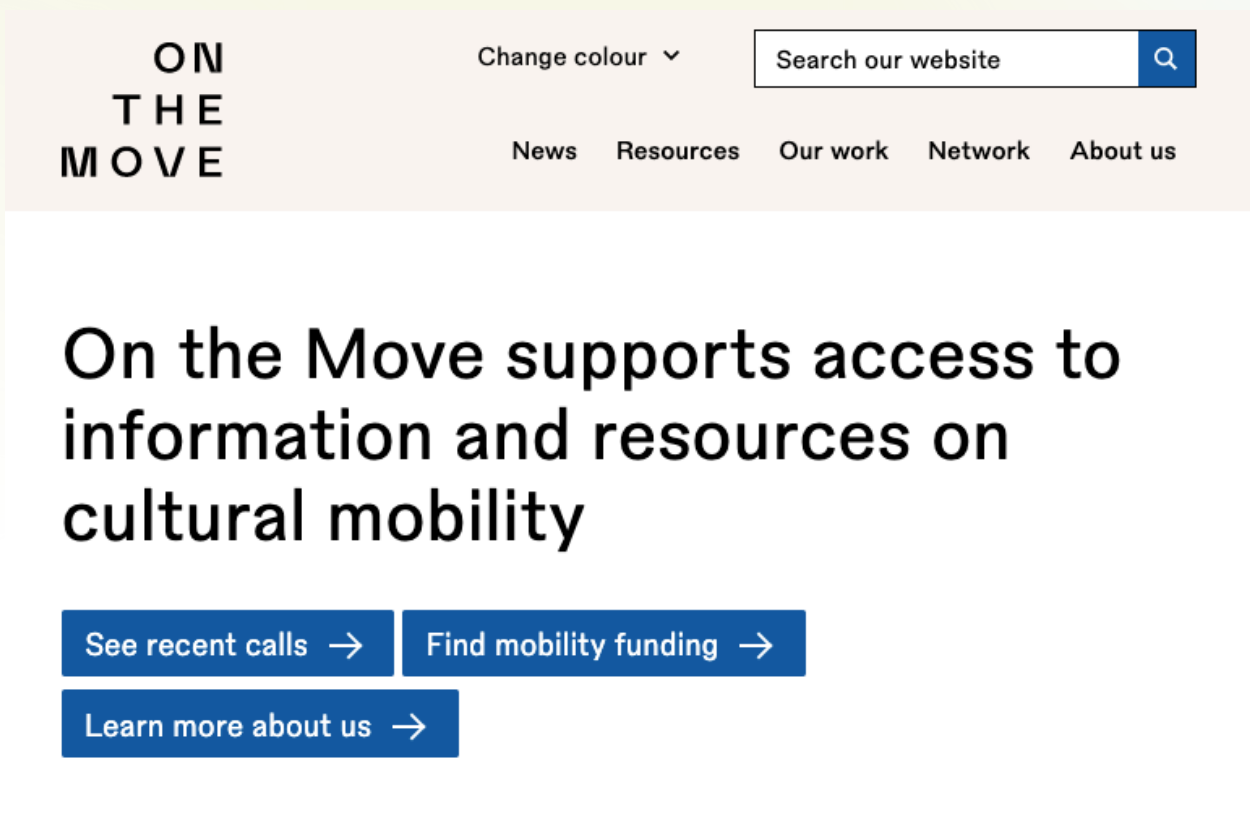 ON
THE
MOVE
Change colour
Search our website
News Resources Our work Network About us
On the Move supports access to
information and resources on
cultural mobility
See recent calls →
Find mobility funding →
Learn more about us →